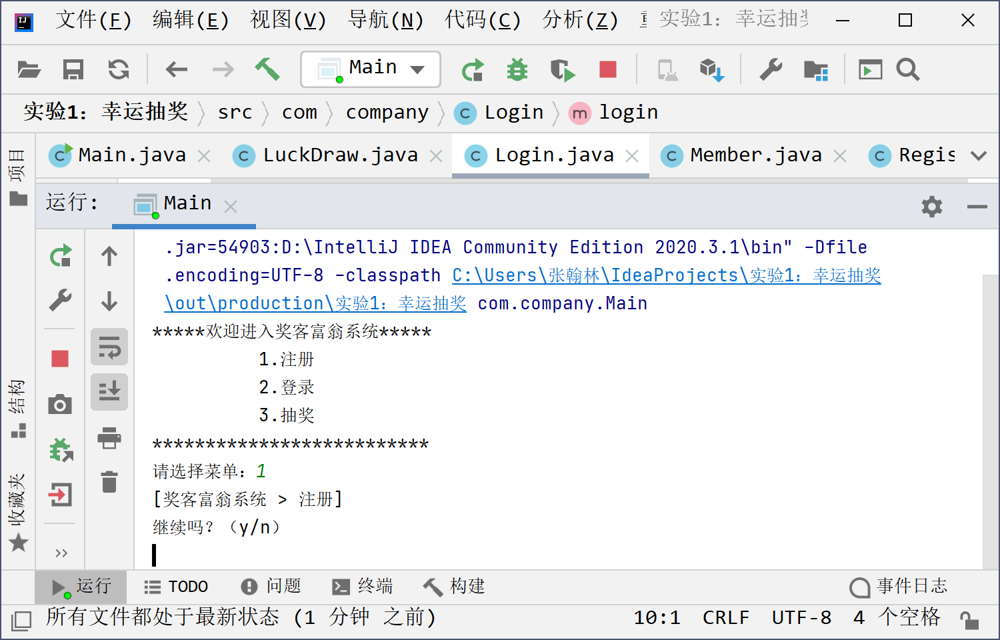 文件(F) 编辑(E) 视图(V) 导航(N) 代码(C) 分析(Z) 实验1：幸运抽
Main
实验1：幸运抽奖 src com company Login login
Main.java LuckDraw.java Login.java Member.java Regis
项目
结构
收藏夹
运行： Main
.jar=54903:D:\IntelliJ IDEA Community Edition 2020.3.1\bin" -Dfile
.encoding=UTF-8 -classpath C:\Users\张翰林\IdeaProjects\实验1：幸运抽奖
\out\production\实验1：幸运抽奖 com.company.Main
*****欢迎进入奖客富翁系统*****
1.注册
2.登录
3.抽奖
**************************
请选择菜单：1
[奖客富翁系统 > 注册]
继续吗？（y/n）
运行 TODO 问题 终端 构建 事件日志
所有文件都处于最新状态 (1 分钟 之前) 10:1 CRLF UTF-8 4 个空格